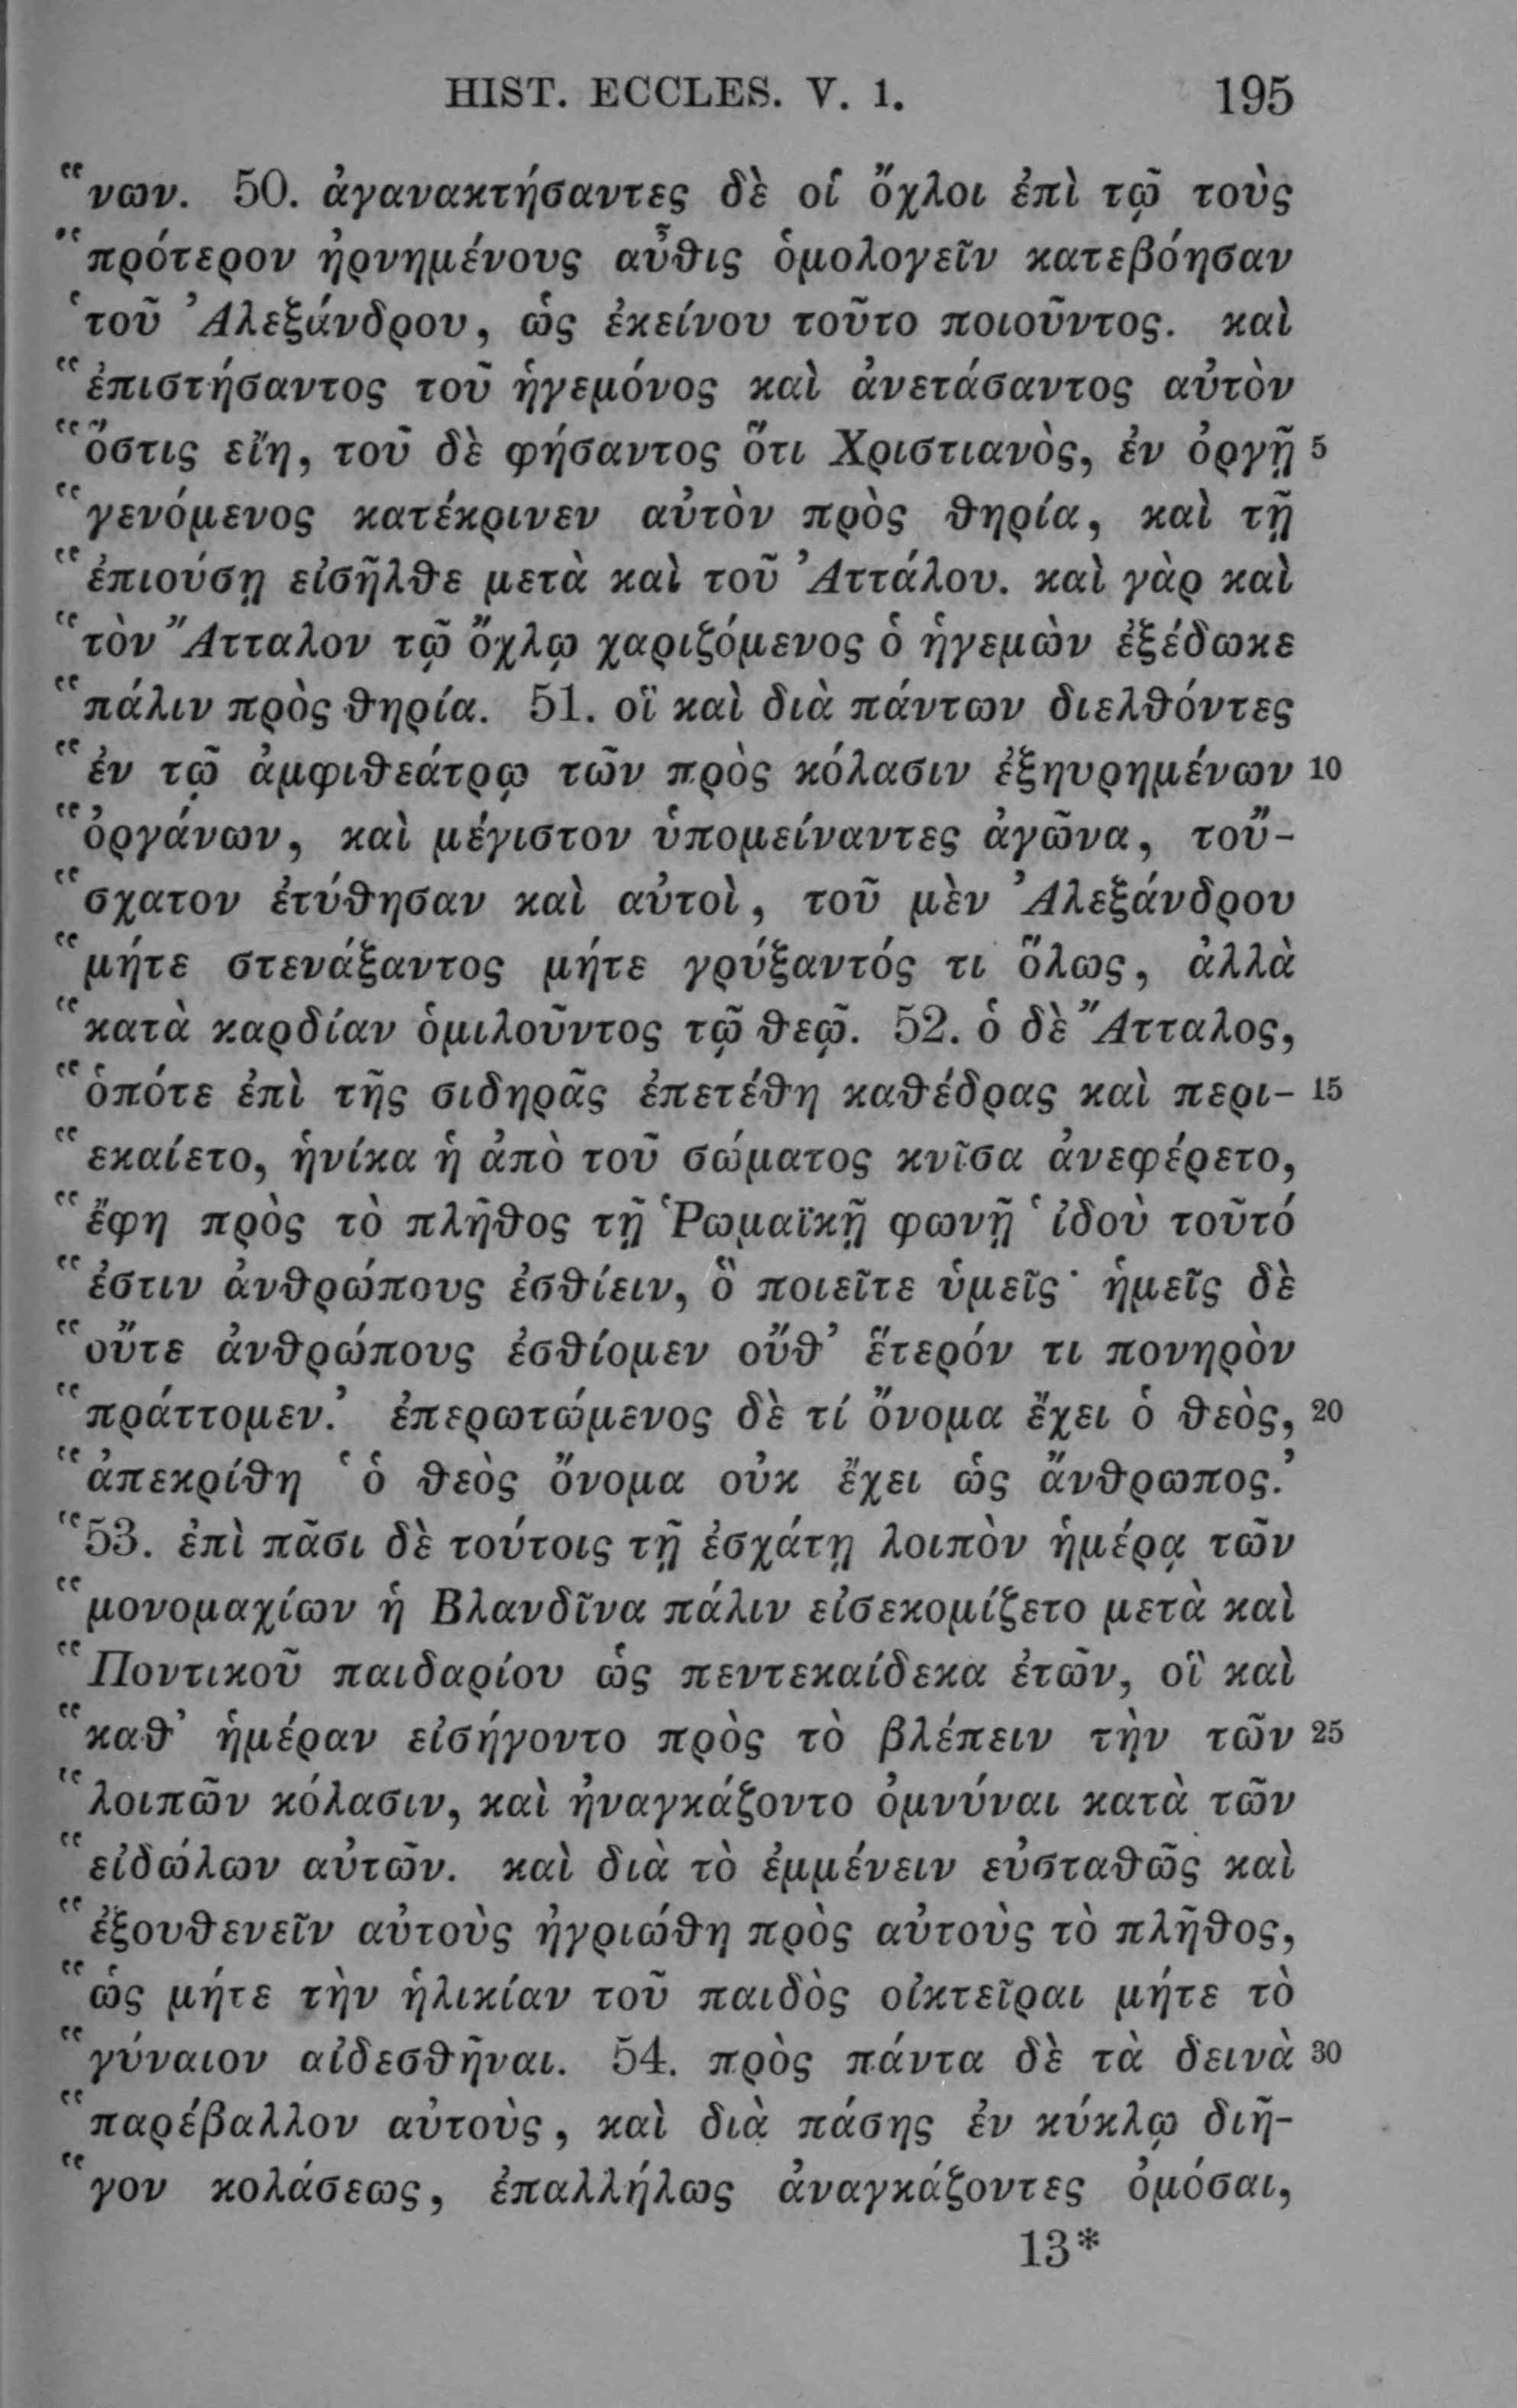 HIST. ECCLES. V. 1. 195
“νων. 50. ἀγανακτήσαντες δὲ οἱ ὄχλοι ἐπὶ τῷ τοὺς
“πρότερον ἠρνημένους αὖθις ὁμολογεῖν κατεβόησαν
‘τοῦ Ἀλεξάνδρου, ὡς ἐκείνου τοῦτο ποιοῦντος. καὶ
“ἐπιστήσαντος τοῦ ἡγεμόνος καὶ ἀνετάσαντος αὐτὸν
“ὅστις εἴη, τοῦ δὲ φήσαντος ὅτι Χριστιανὸς, ἐν ὀργῇ 5
“γενόμενος κατέκρινεν αὐτὸν πρὸς θηρία, καὶ τῇ
“ἐπιούσῃ εἰσῆλθε μετὰ καὶ τοῦ Ἀττάλου. καὶ γὰρ καὶ
“τὸν Ἄτταλον τῷ ὄχλῳ χαριζόμενος ὁ ἡγεμὼν ἐξέδωκε
“πάλιν πρὸς θηρία. 51. οἳ καὶ διὰ πάντων διελθόντες
“ἐν τῷ ἀμφιθεάτρῳ τῶν πρὸς κόλασιν ἐξηυρημένων 10
“ὀργάνων, καὶ μέγιστον ὑπομείναντες ἀγῶνα, τοὔ-
“σχατον ἐτύθησαν καὶ αὐτοὶ, τοῦ μὲν Ἀλεξάνδρου
“μήτε στενάξαντος μήτε γρύξαντός τι ὅλως, ἀλλὰ
“κατὰ καρδίαν ὁμιλοῦντος τῷ θεῷ. 52. ὁ δὲ Ἄτταλος,
“ὁπότε ἐπὶ τῆς σιδηρᾶς ἐπετέθη καθέδρας καὶ περι- 15
“εκαίετο, ἡνίκα ἡ ἀπὸ τοῦ σώματος κνῖσα ἀνεφέρετο,
“ἔφη πρὸς τὸ πλῆθος τῇ Ῥωμαϊκῇ φωνῇ ‘ἰδοὺ τοῦτό
“ἐστιν ἀνθρώπους ἐσθίειν, ὃ ποιεῖτε ὑμεῖς· ἡμεῖς δὲ
“οὔτε ἀνθρώπους ἐσθίομεν οὔθ’ ἕτερόν τι πονηρὸν
“πράττομεν.’ ἐπερωτώμενος δὲ τί ὄνομα ἔχει ὁ θεὸς, 20
“ἀπεκρίθη ‘ὁ θεὸς ὄνομα οὐκ ἔχει ὡς ἄνθρωπος.’
“53. ἐπὶ πᾶσι δὲ τούτοις τῇ ἐσχάτῃ λοιπὸν ἡμέρᾳ τῶν
“μονομαχίων ἡ Βλανδῖνα πάλιν εἰσεκομίζετο μετὰ καὶ
“Ποντικοῦ παιδαρίου ὡς πεντεκαίδεκα ἐτῶν, οἳ καὶ
“καθ’ ἡμέραν εἰσήγοντο πρὸς τὸ βλέπειν τὴν τῶν 25
“λοιπῶν κόλασιν, καὶ ἠναγκάζοντο ὀμνύναι κατὰ τῶν
“εἰδώλων αὐτῶν. καὶ διὰ τὸ ἐμμένειν εὐσταθῶς καὶ
“ἐξουθενεῖν αὐτοὺς ἠγριώθη πρὸς αὐτοὺς τὸ πλῆθος,
“ὡς μήτε τὴν ἡλικίαν τοῦ παιδὸς οἰκτεῖραι μήτε τὸ
“γύναιον αἰδεσθῆναι. 54. πρὸς πάντα δὲ τὰ δεινὰ 30
“παρέβαλλον αὐτοὺς, καὶ διὰ πάσης ἐν κύκλῳ διῆ-
“γον κολάσεως, ἐπαλλήλως ἀναγκάζοντες ὀμόσαι,
13*